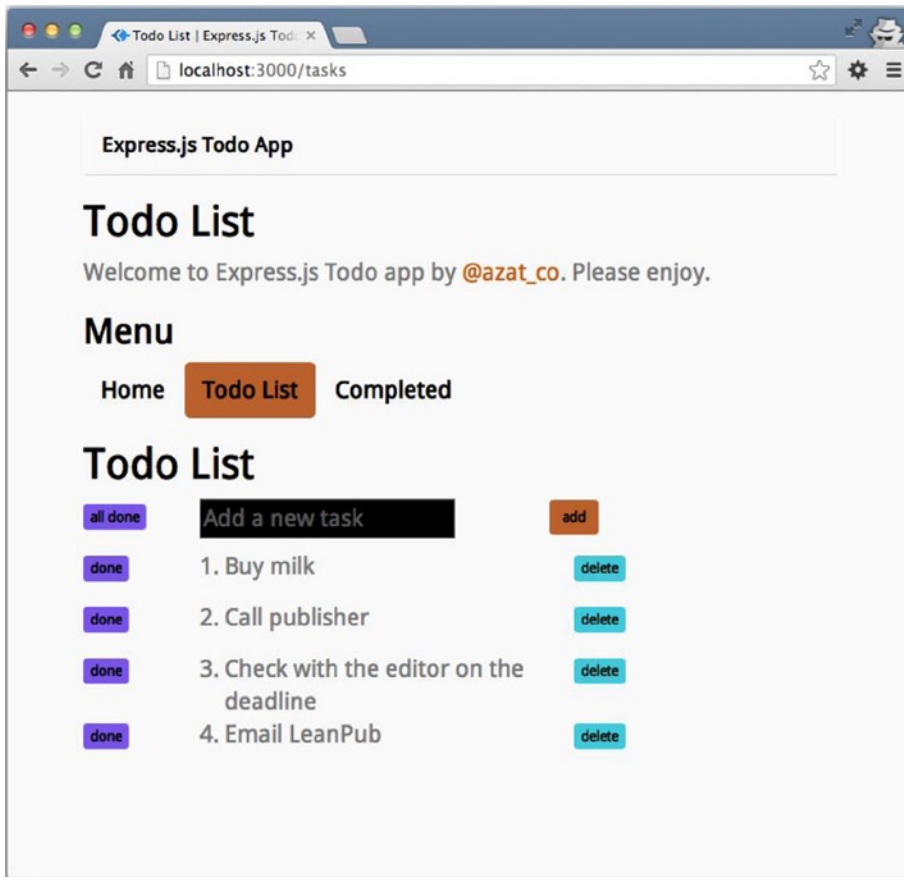 Todo List | Express.js Tod
localhost:3000/tasks
Express.js Todo App
Todo List
Welcome to Express.js Todo app by @azat_co. Please enjoy.
Menu
Home Todo List Completed
Todo List
all done Add a new task add
done 1. Buy milk delete
done 2. Call publisher delete
done 3. Check with the editor on the delete
deadline
done 4. Email LeanPub delete